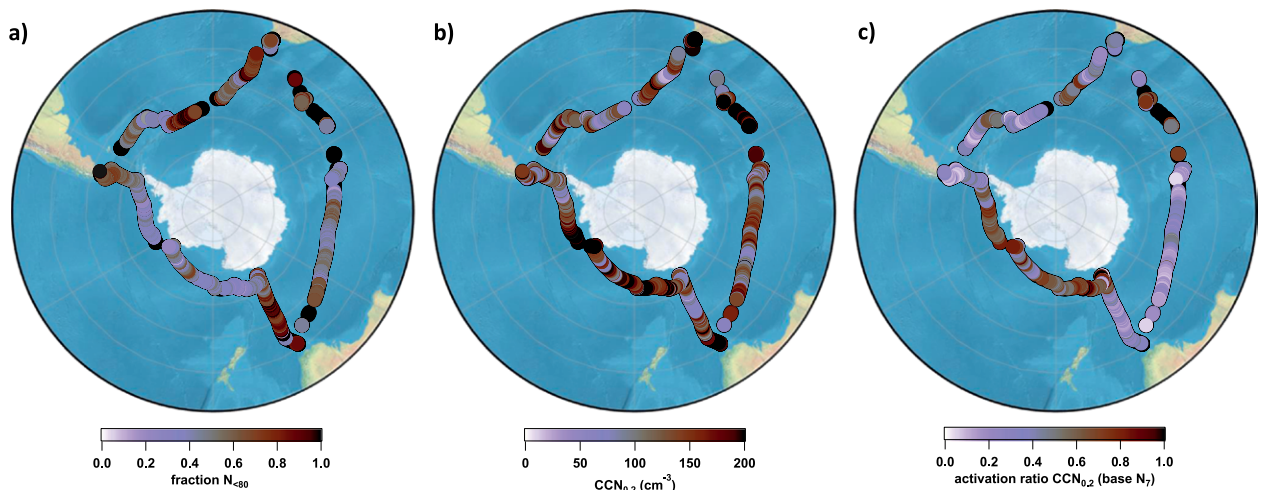 a) b) c)
0.0 0.2 0.4 0.6 0.8 1.0
fraction N<80
0 50 100 150 200
CCN0.2 (cm-3)
0.0 0.2 0.4 0.6 0.8 1.0
activation ratio CCN0.2 (base N7)